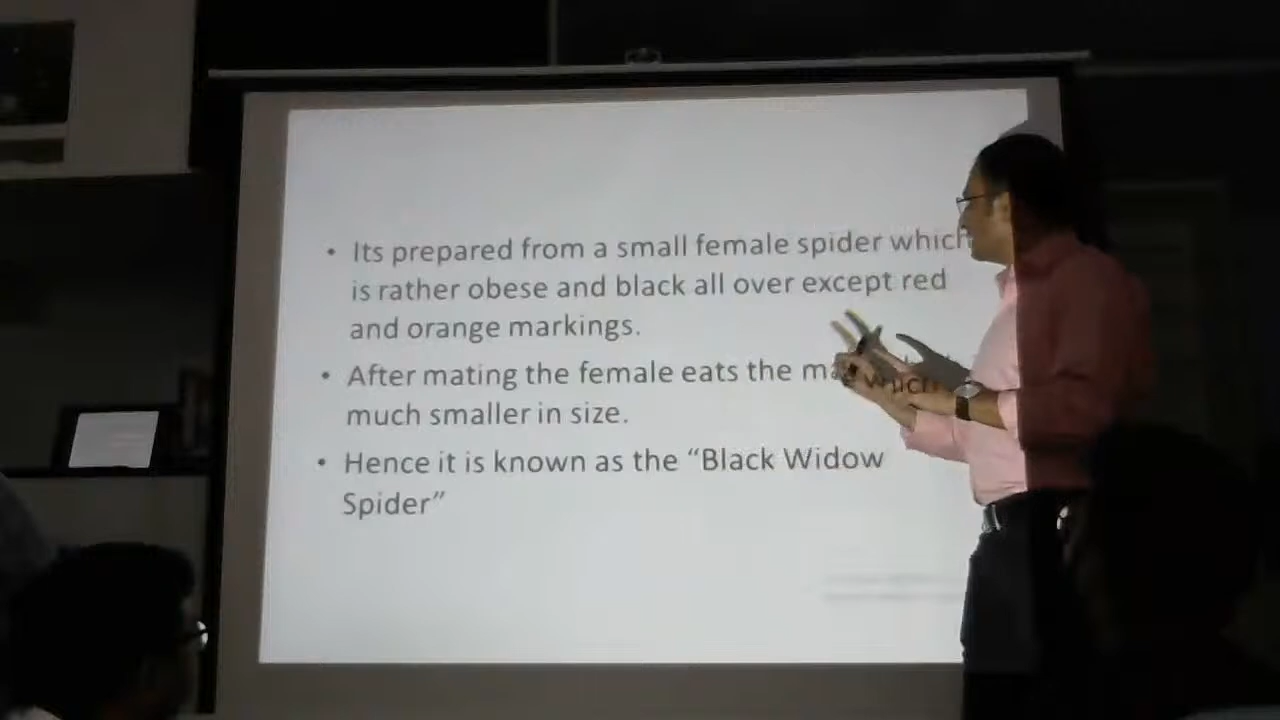 • Its prepared from a small female spider which
is rather obese and black all over except red
and orange markings.
• After mating the female eats the which
much smaller in size.
• Hence it is known as the “Black Widow
Spider”